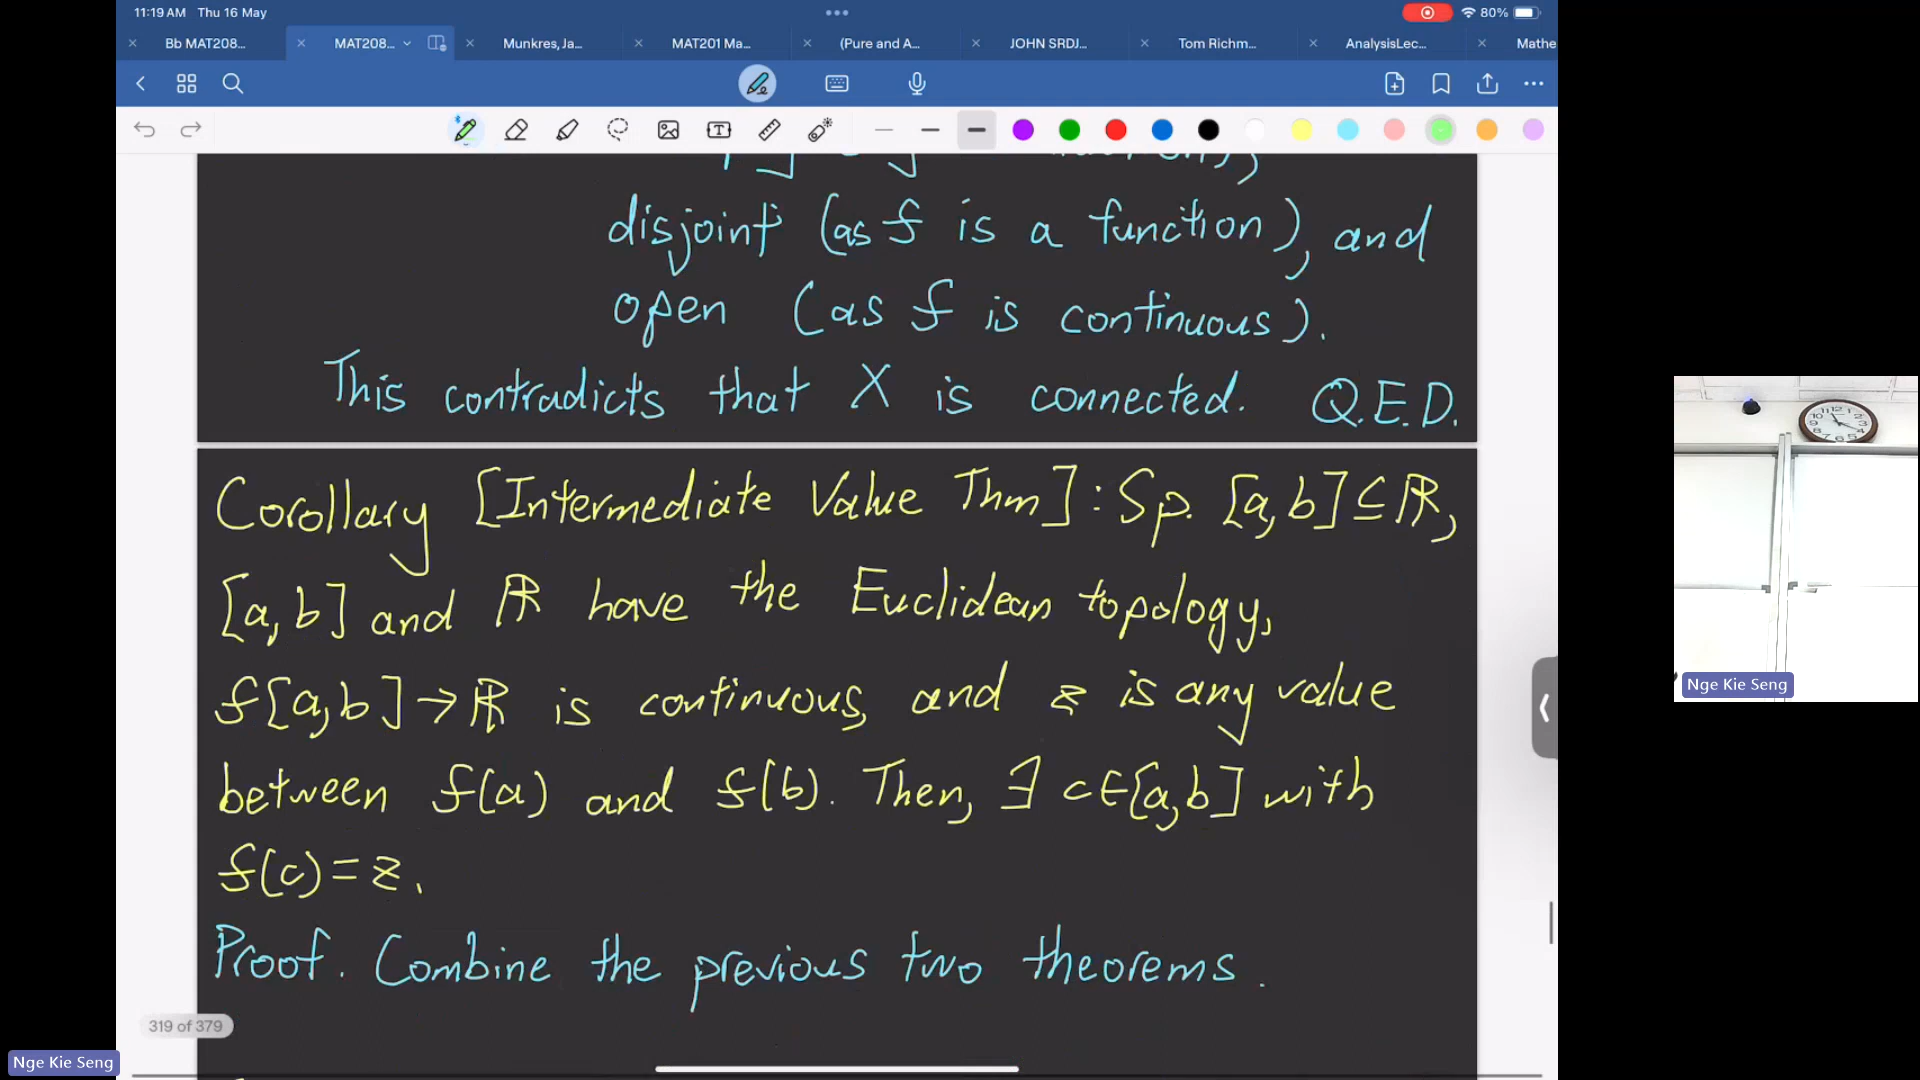 11:19 AM Thu 16 May
80%
Bb MAT208...
MAT208...
Munkres, Ja...
MAT201 Ma...
(Pure and A...
JOHN SRDJ...
Tom Richm...
AnalysisLec...
Mathe
disjoint (as f is a function), and
open (as f is continuous).
This contradicts that X is connected. Q.E.D.
Corollary [Intermediate Value Thm]: Sp. [a,b]⊆ℝ,
[a,b] and ℝ have the Euclidean topology,
f[a,b]→ℝ is continuous, and z is any value
between f(a) and f(b). Then, ∃ c∈[a,b] with
f(c)=z.
Proof. Combine the previous two theorems.
319 of 379
Nge Kie Seng
Nge Kie Seng